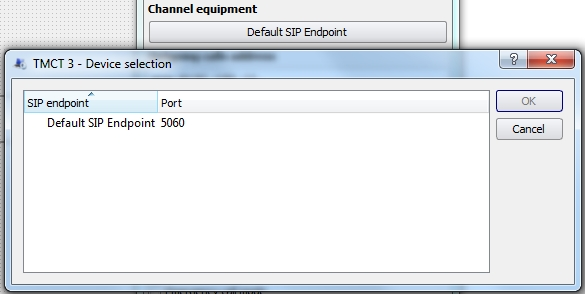 Channel equipment
Default SIP Endpoint
TMCT 3 - Device selection
SIP endpoint Port
OK
Default SIP Endpoint 5060
Cancel